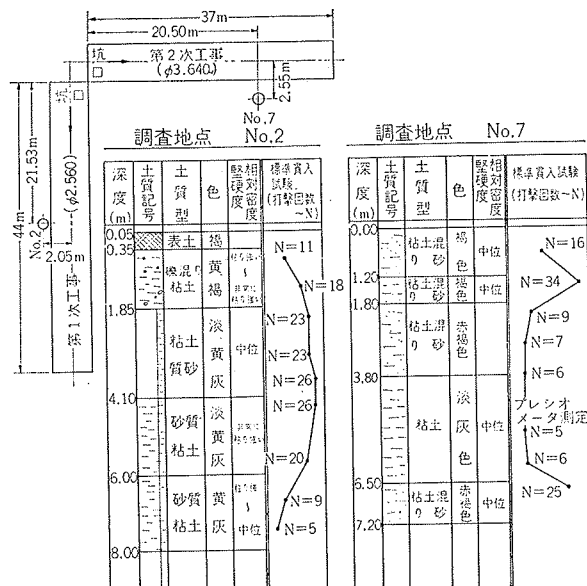 37m
20.50m
坑
第2次工事
(φ3.640)
2.55m
No.7
坑
(φ2.560)
第1次工事
21.53m
44m
No.2
2.05m
調査地点 No.2
深度(m)
土質記号
土質型
色
相対密度
堅硬度
標準貫入試験
(打撃回数~N)
0.05
0.35
1.85
4.10
6.00
8.00
表土 褐
礫混り粘土 黄褐
粘土質砂 淡黄灰 中位
砂質粘土 淡黄灰
砂質粘土 黄灰 ~中位
N=11
N=18
N=23
N=23
N=26
N=26
N=20
N=9
N=5
調査地点 No.7
深度(m)
土質記号
土質型
色
相対密度
堅硬度
標準貫入試験
(打撃回数~N)
0.00
1.20
1.80
3.80
6.50
7.20
粘土混り砂 褐色 中位
粘土混り砂 褐色 中位
粘土混り砂 赤褐色
粘土 淡灰色 中位
粘土混り砂 赤褐色 中位
N=16
N=34
N=9
N=7
N=6
プレシオメータ測定
N=5
N=6
N=25